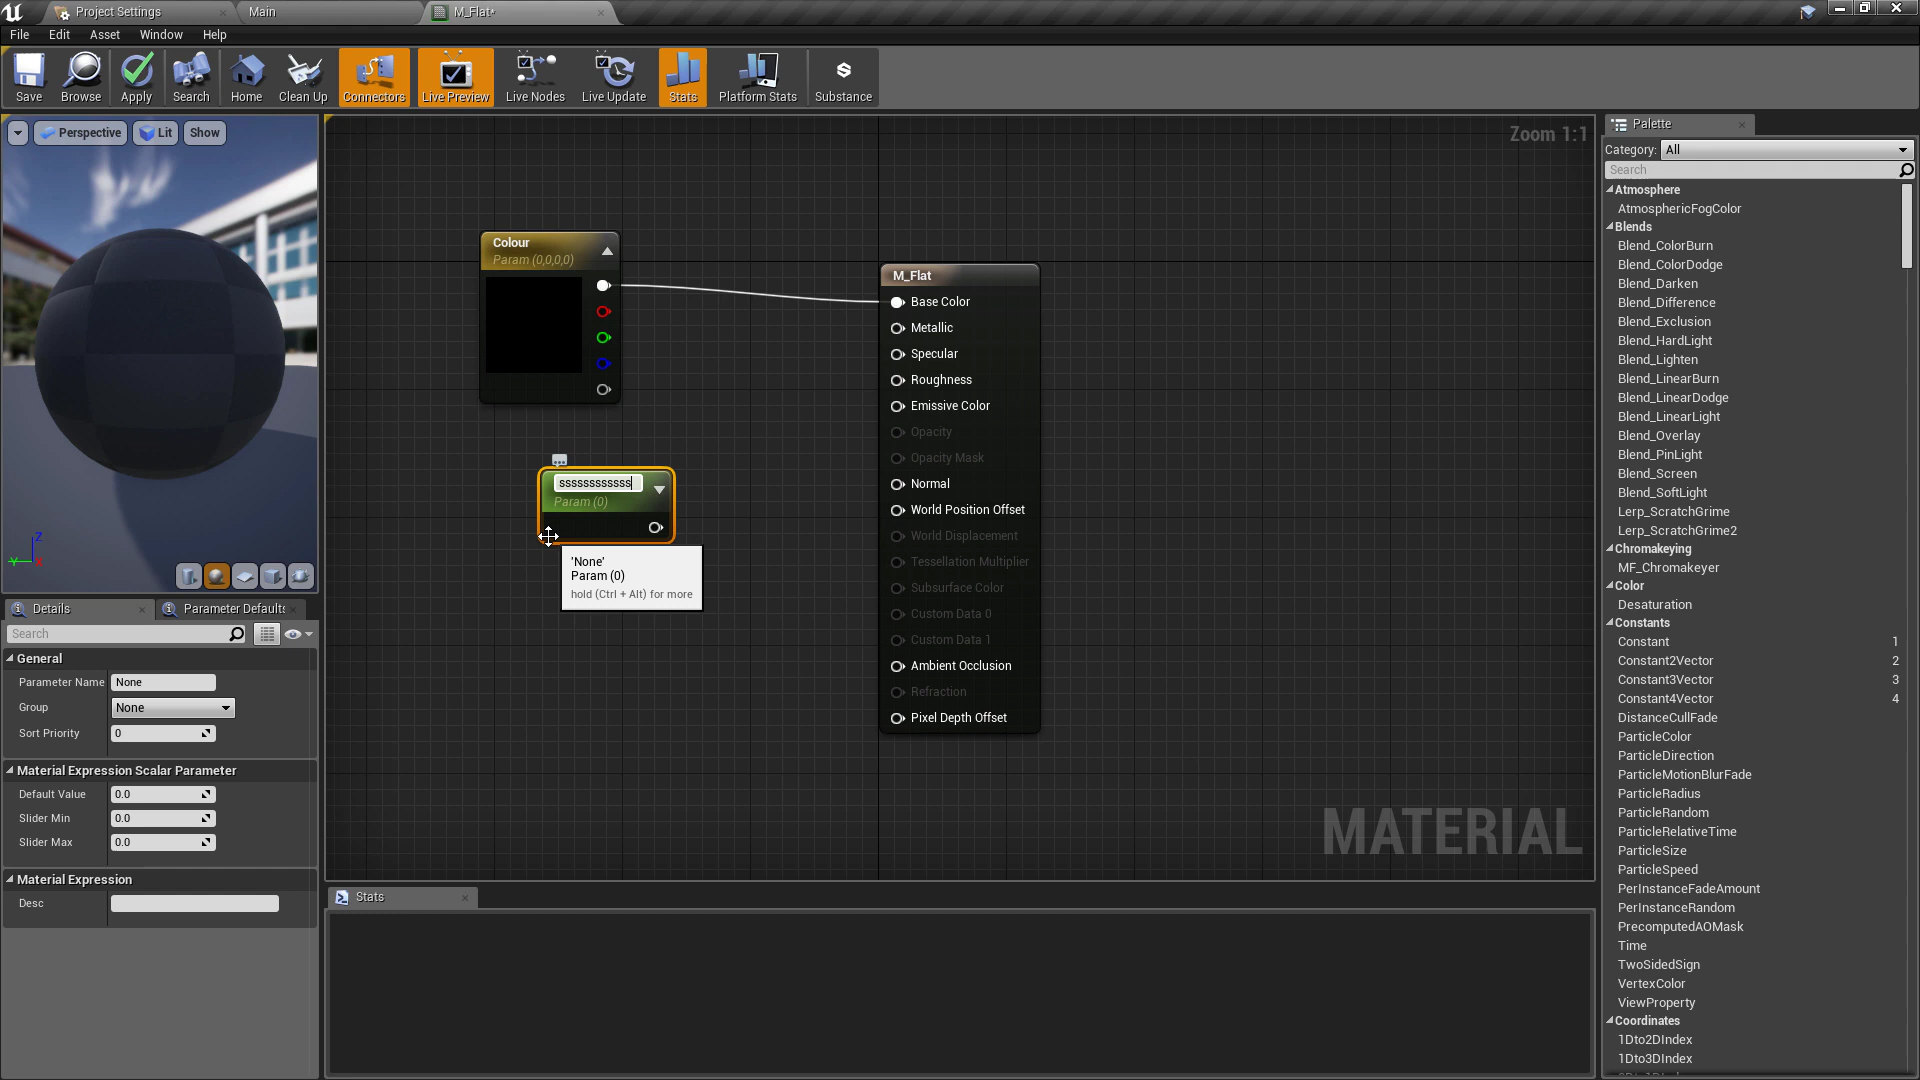 Project Settings
Main
M_Flat*
File
Edit
Asset
Window
Help
Save
Browse
Apply
Search
Home
Clean Up
Connectors
Live Preview
Live Nodes
Live Update
Stats
Platform Stats
Substance
Perspective
Lit
Show
Z
Y
X
Zoom 1:1
Colour
Param (0,0,0,0)
M_Flat
Base Color
Metallic
Specular
Roughness
Emissive Color
Opacity
Opacity Mask
Normal
World Position Offset
World Displacement
Tessellation Multiplier
Subsurface Color
Custom Data 0
Custom Data 1
Ambient Occlusion
Refraction
Pixel Depth Offset
ssssssssssss
Param (0)
'None'
Param (0)
hold (Ctrl + Alt) for more
MATERIAL
Details
Parameter Defaults
Search
General
Parameter Name
None
Group
None
Sort Priority
0
Material Expression Scalar Parameter
Default Value
0.0
Slider Min
0.0
Slider Max
0.0
Material Expression
Desc
Stats
Palette
Category:
All
Search
Atmosphere
AtmosphericFogColor
Blends
Blend_ColorBurn
Blend_ColorDodge
Blend_Darken
Blend_Difference
Blend_Exclusion
Blend_HardLight
Blend_Lighten
Blend_LinearBurn
Blend_LinearDodge
Blend_LinearLight
Blend_Overlay
Blend_PinLight
Blend_Screen
Blend_SoftLight
Lerp_ScratchGrime
Lerp_ScratchGrime2
Chromakeying
MF_Chromakeyer
Color
Desaturation
Constants
Constant 1
Constant2Vector 2
Constant3Vector 3
Constant4Vector 4
DistanceCullFade
ParticleColor
ParticleDirection
ParticleMotionBlurFade
ParticleRadius
ParticleRandom
ParticleRelativeTime
ParticleSize
ParticleSpeed
PerInstanceFadeAmount
PerInstanceRandom
PrecomputedAOMask
Time
TwoSidedSign
VertexColor
ViewProperty
Coordinates
1Dto2DIndex
1Dto3DIndex